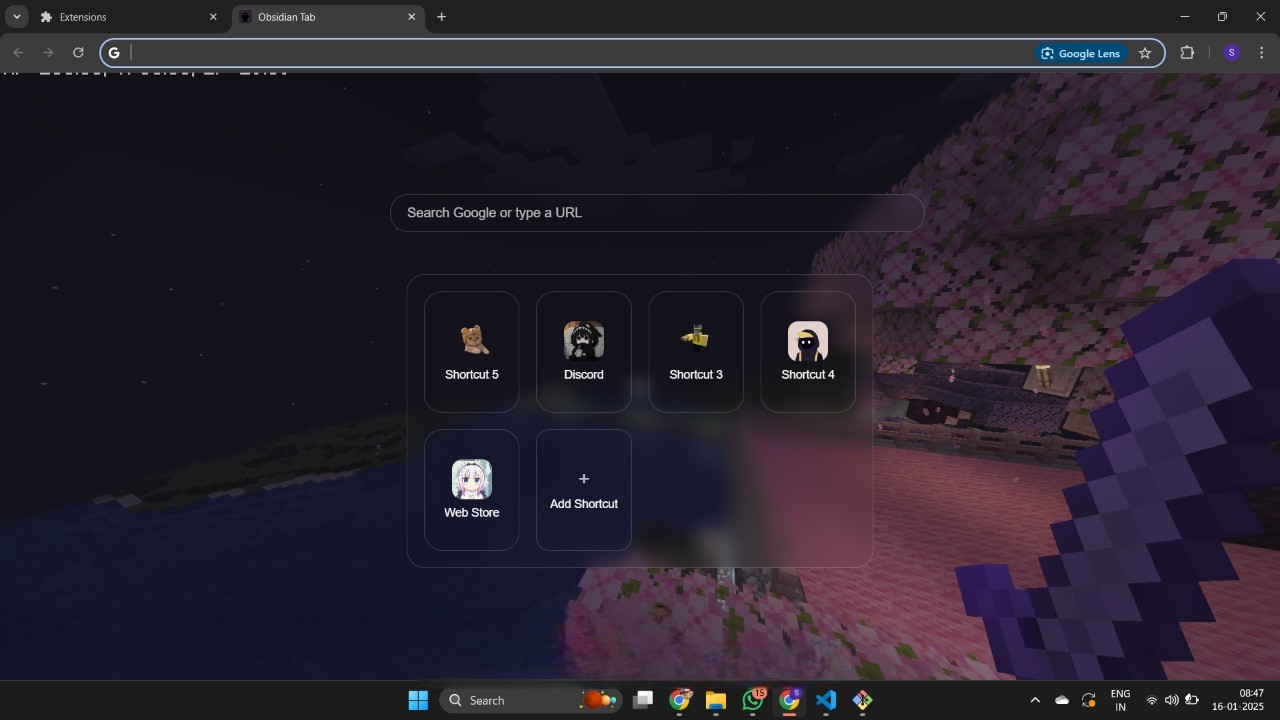 Extensions
Obsidian Tab
Google Lens
S
Search Google or type a URL
Shortcut 5
Discord
Shortcut 3
Shortcut 4
Web Store
+
Add Shortcut
Search
15
S
ENG
IN
08:47
16-01-2025